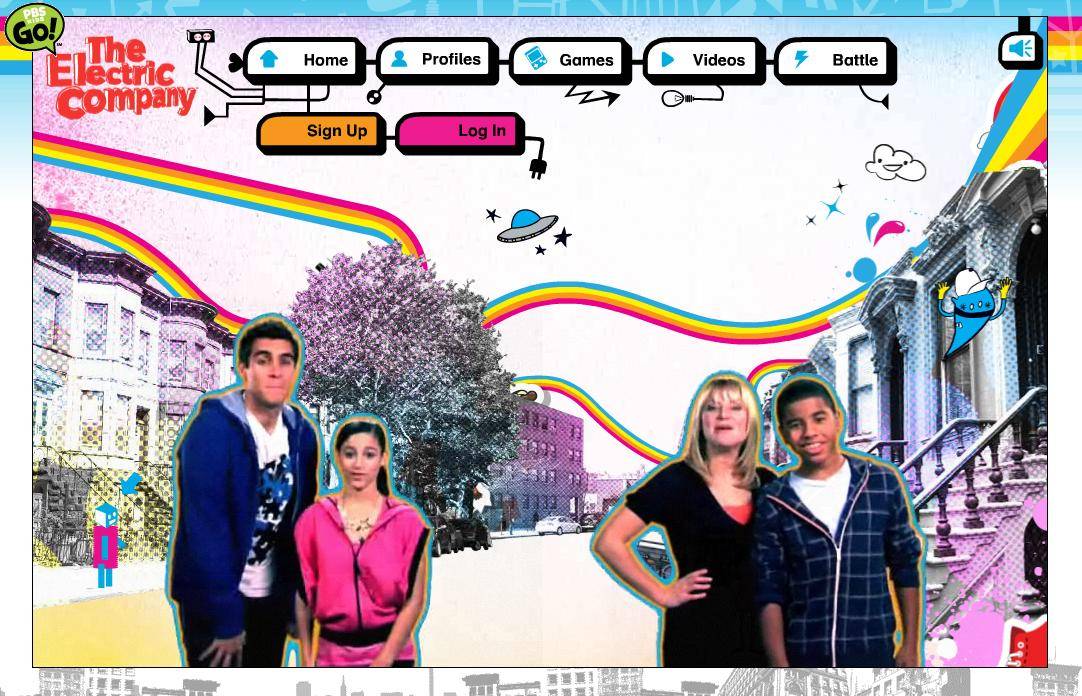 PBS
KIDS
GO!
The
Electric
Company
Home
Profiles
Games
Videos
Battle
Sign Up
Log In